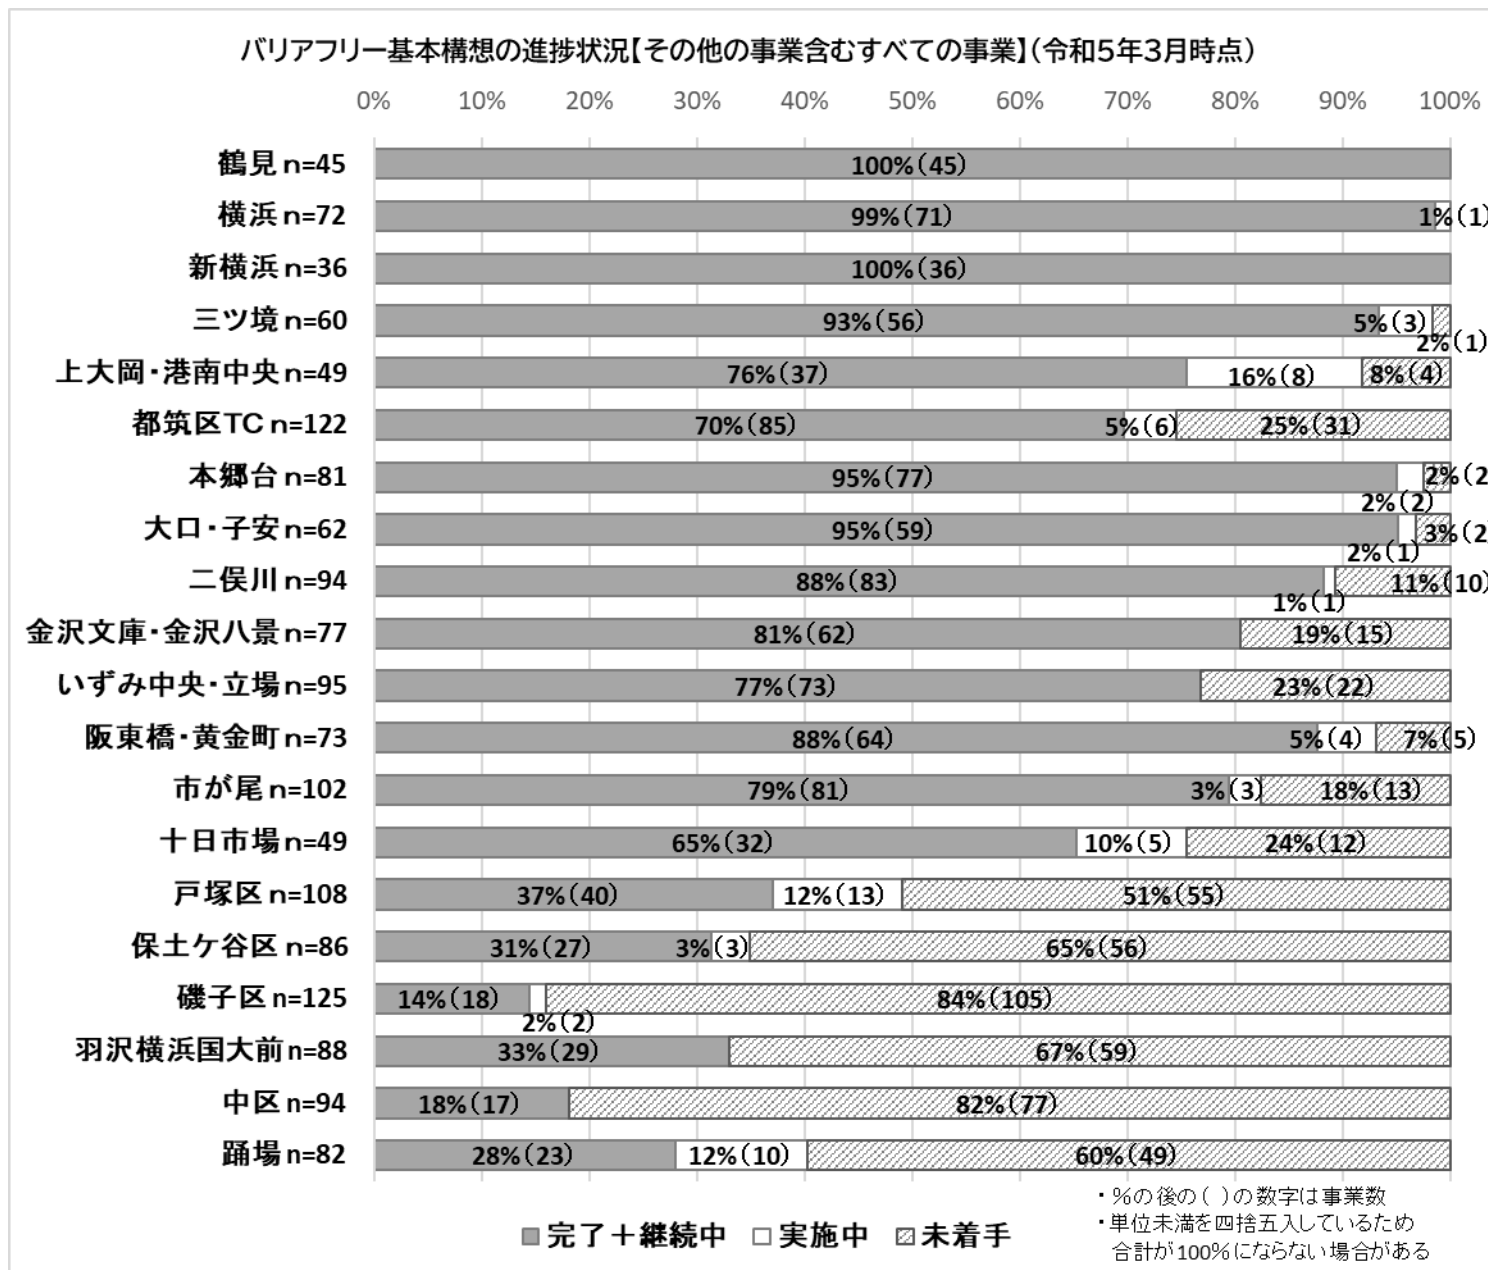 バリアフリー基本構想の進捗状況【その他の事業含むすべての事業】(令和5年3月時点)
0% 10% 20% 30% 40% 50% 60% 70% 80% 90% 100%
鶴見 n=45 100%(45)
横浜 n=72 99%(71) 1%(1)
新横浜 n=36 100%(36)
三ツ境 n=60 93%(56) 5%(3) 2%(1)
上大岡・港南中央 n=49 76%(37) 16%(8) 8%(4)
都筑区TC n=122 70%(85) 5%(6) 25%(31)
本郷台 n=81 95%(77) 2%(2) 2%(2
大口・子安 n=62 95%(59) 2%(1) 3%(2)
二俣川 n=94 88%(83) 1%(1) 11%(10)
金沢文庫・金沢八景 n=77 81%(62) 19%(15)
いずみ中央・立場 n=95 77%(73) 23%(22)
阪東橋・黄金町 n=73 88%(64) 5%(4) 7%(5)
市が尾 n=102 79%(81) 3%(3) 18%(13)
十日市場 n=49 65%(32) 10%(5) 24%(12)
戸塚区 n=108 37%(40) 12%(13) 51%(55)
保土ケ谷区 n=86 31%(27) 3%(3) 65%(56)
磯子区 n=125 14%(18) 2%(2) 84%(105)
羽沢横浜国大前 n=88 33%(29) 67%(59)
中区 n=94 18%(17) 82%(77)
踊場 n=82 28%(23) 12%(10) 60%(49)
完了+継続中 実施中 未着手
・%の後の( )の数字は事業数
・単位未満を四捨五入しているため
合計が100%にならない場合がある